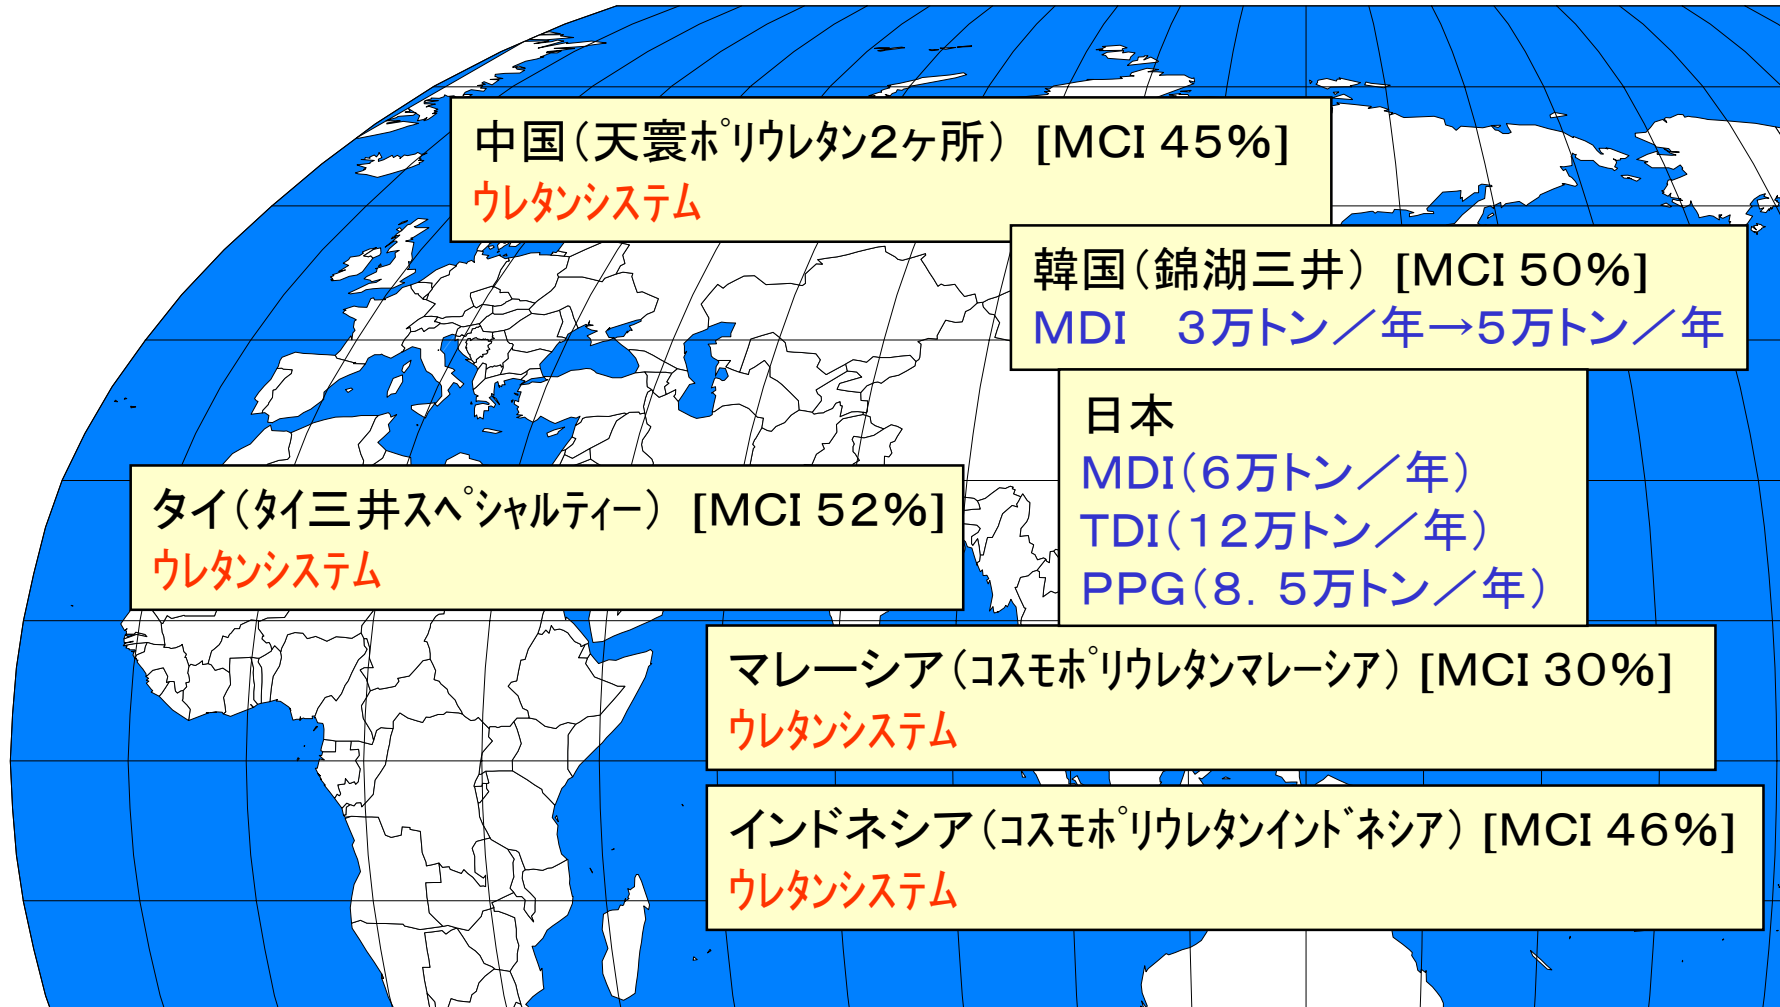 中国（天寰ﾎﾟﾘｳﾚﾀﾝ2ヶ所） [MCI 45%]
ｳﾚﾀﾝｼｽﾃﾑ
韓国（錦湖三井） [MCI 50%]
MDI　3万トン／年→5万トン／年
日本
MDI（6万トン／年）
TDI（12万トン／年）
PPG（8．5万トン／年）
タイ（ﾀｲ三井ｽﾍﾟｼｬﾙﾃｨｰ） [MCI 52%]
ｳﾚﾀﾝｼｽﾃﾑ
マレーシア（ｺｽﾓﾎﾟﾘｳﾚﾀﾝﾏﾚｰｼｱ） [MCI 30%]
ｳﾚﾀﾝｼｽﾃﾑ
インドネシア（ｺｽﾓﾎﾟﾘｳﾚﾀﾝｲﾝﾄﾞﾈｼｱ） [MCI 46%]
ｳﾚﾀﾝｼｽﾃﾑ